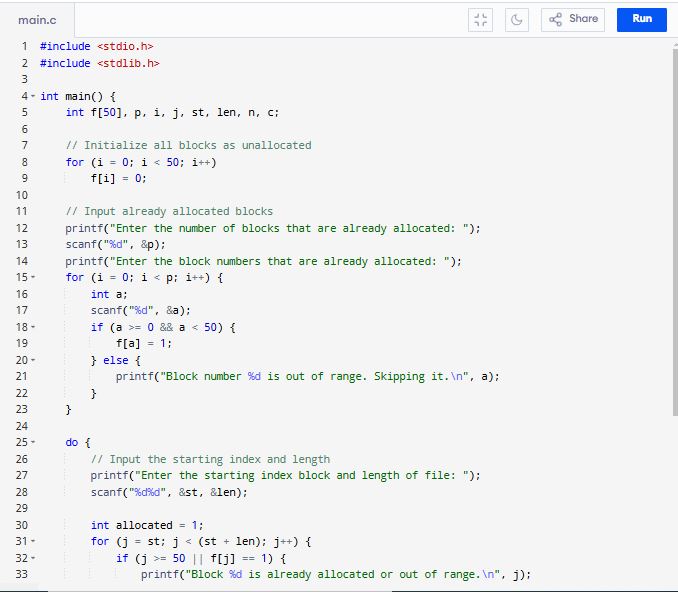 main.c
Share
Run
1 #include <stdio.h>
2 #include <stdlib.h>
3
4 int main() {
5 int f[50], p, i, j, st, len, n, c;
6
7 // Initialize all blocks as unallocated
8 for (i = 0; i < 50; i++)
9 f[i] = 0;
10
11 // Input already allocated blocks
12 printf("Enter the number of blocks that are already allocated: ");
13 scanf("%d", &p);
14 printf("Enter the block numbers that are already allocated: ");
15 for (i = 0; i < p; i++) {
16 int a;
17 scanf("%d", &a);
18 if (a >= 0 && a < 50) {
19 f[a] = 1;
20 } else {
21 printf("Block number %d is out of range. Skipping it.\n", a);
22 }
23 }
24
25 do {
26 // Input the starting index and length
27 printf("Enter the starting index block and length of file: ");
28 scanf("%d%d", &st, &len);
29
30 int allocated = 1;
31 for (j = st; j < (st + len); j++) {
32 if (j >= 50 || f[j] == 1) {
33 printf("Block %d is already allocated or out of range.\n", j);